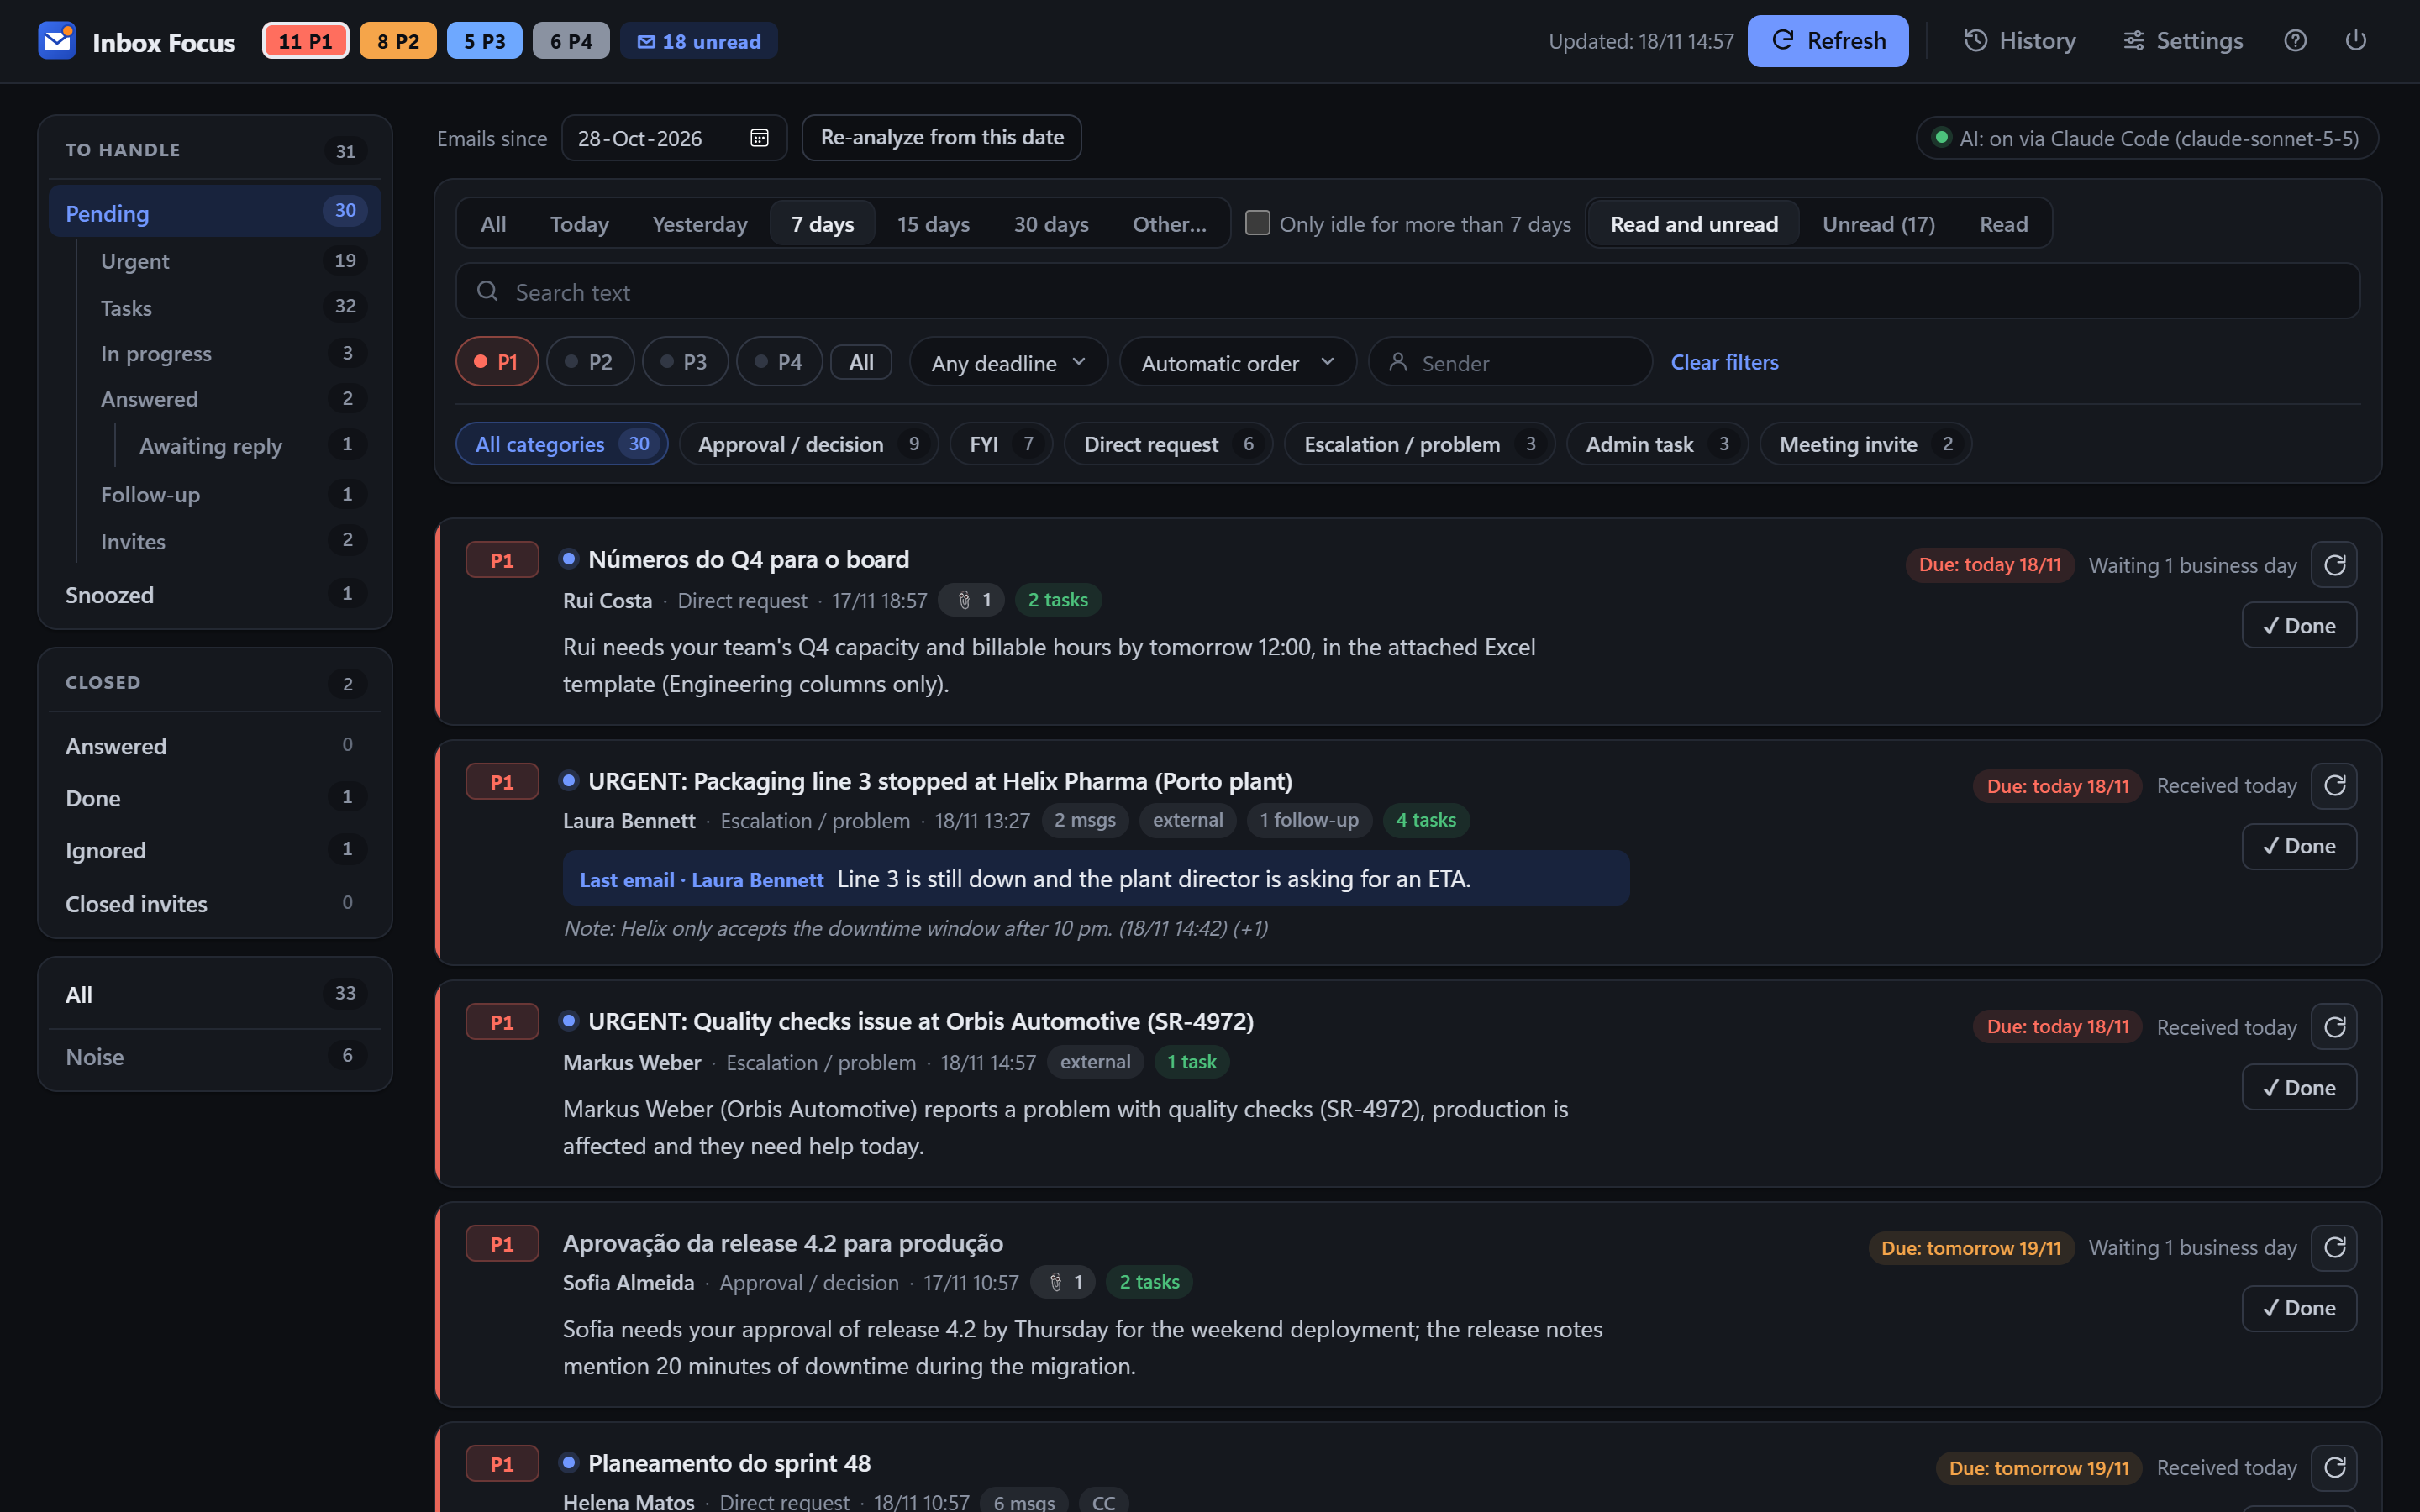 Inbox Focus 11 P1 8 P2 5 P3 6 P4 18 unread Updated: 18/11 14:57 Refresh History Settings
TO HANDLE 31
Pending 30
Urgent 19
Tasks 32
In progress 3
Answered 2
Awaiting reply 1
Follow-up 1
Invites 2
Snoozed 1
CLOSED 2
Answered 0
Done 1
Ignored 1
Closed invites 0
All 33
Noise 6
Emails since 28-Oct-2026 Re-analyze from this date AI: on via Claude Code (claude-sonnet-5-5)
All Today Yesterday 7 days 15 days 30 days Other... Only idle for more than 7 days Read and unread Unread (17) Read
Search text
P1 P2 P3 P4 All Any deadline Automatic order Sender Clear filters
All categories 30 Approval / decision 9 FYI 7 Direct request 6 Escalation / problem 3 Admin task 3 Meeting invite 2
P1 Números do Q4 para o board Due: today 18/11 Waiting 1 business day
Rui Costa · Direct request · 17/11 18:57 1 2 tasks
✓ Done
Rui needs your team's Q4 capacity and billable hours by tomorrow 12:00, in the attached Excel
template (Engineering columns only).
P1 URGENT: Packaging line 3 stopped at Helix Pharma (Porto plant) Due: today 18/11 Received today
Laura Bennett · Escalation / problem · 18/11 13:27 2 msgs external 1 follow-up 4 tasks
✓ Done
Last email · Laura Bennett Line 3 is still down and the plant director is asking for an ETA.
Note: Helix only accepts the downtime window after 10 pm. (18/11 14:42) (+1)
P1 URGENT: Quality checks issue at Orbis Automotive (SR-4972) Due: today 18/11 Received today
Markus Weber · Escalation / problem · 18/11 14:57 external 1 task
✓ Done
Markus Weber (Orbis Automotive) reports a problem with quality checks (SR-4972), production is
affected and they need help today.
P1 Aprovação da release 4.2 para produção Due: tomorrow 19/11 Waiting 1 business day
Sofia Almeida · Approval / decision · 17/11 10:57 1 2 tasks
✓ Done
Sofia needs your approval of release 4.2 by Thursday for the weekend deployment; the release notes
mention 20 minutes of downtime during the migration.
P1 Planeamento do sprint 48 Due: tomorrow 19/11 Received today
Helena Matos · Direct request · 18/11 10:57 6 msgs CC